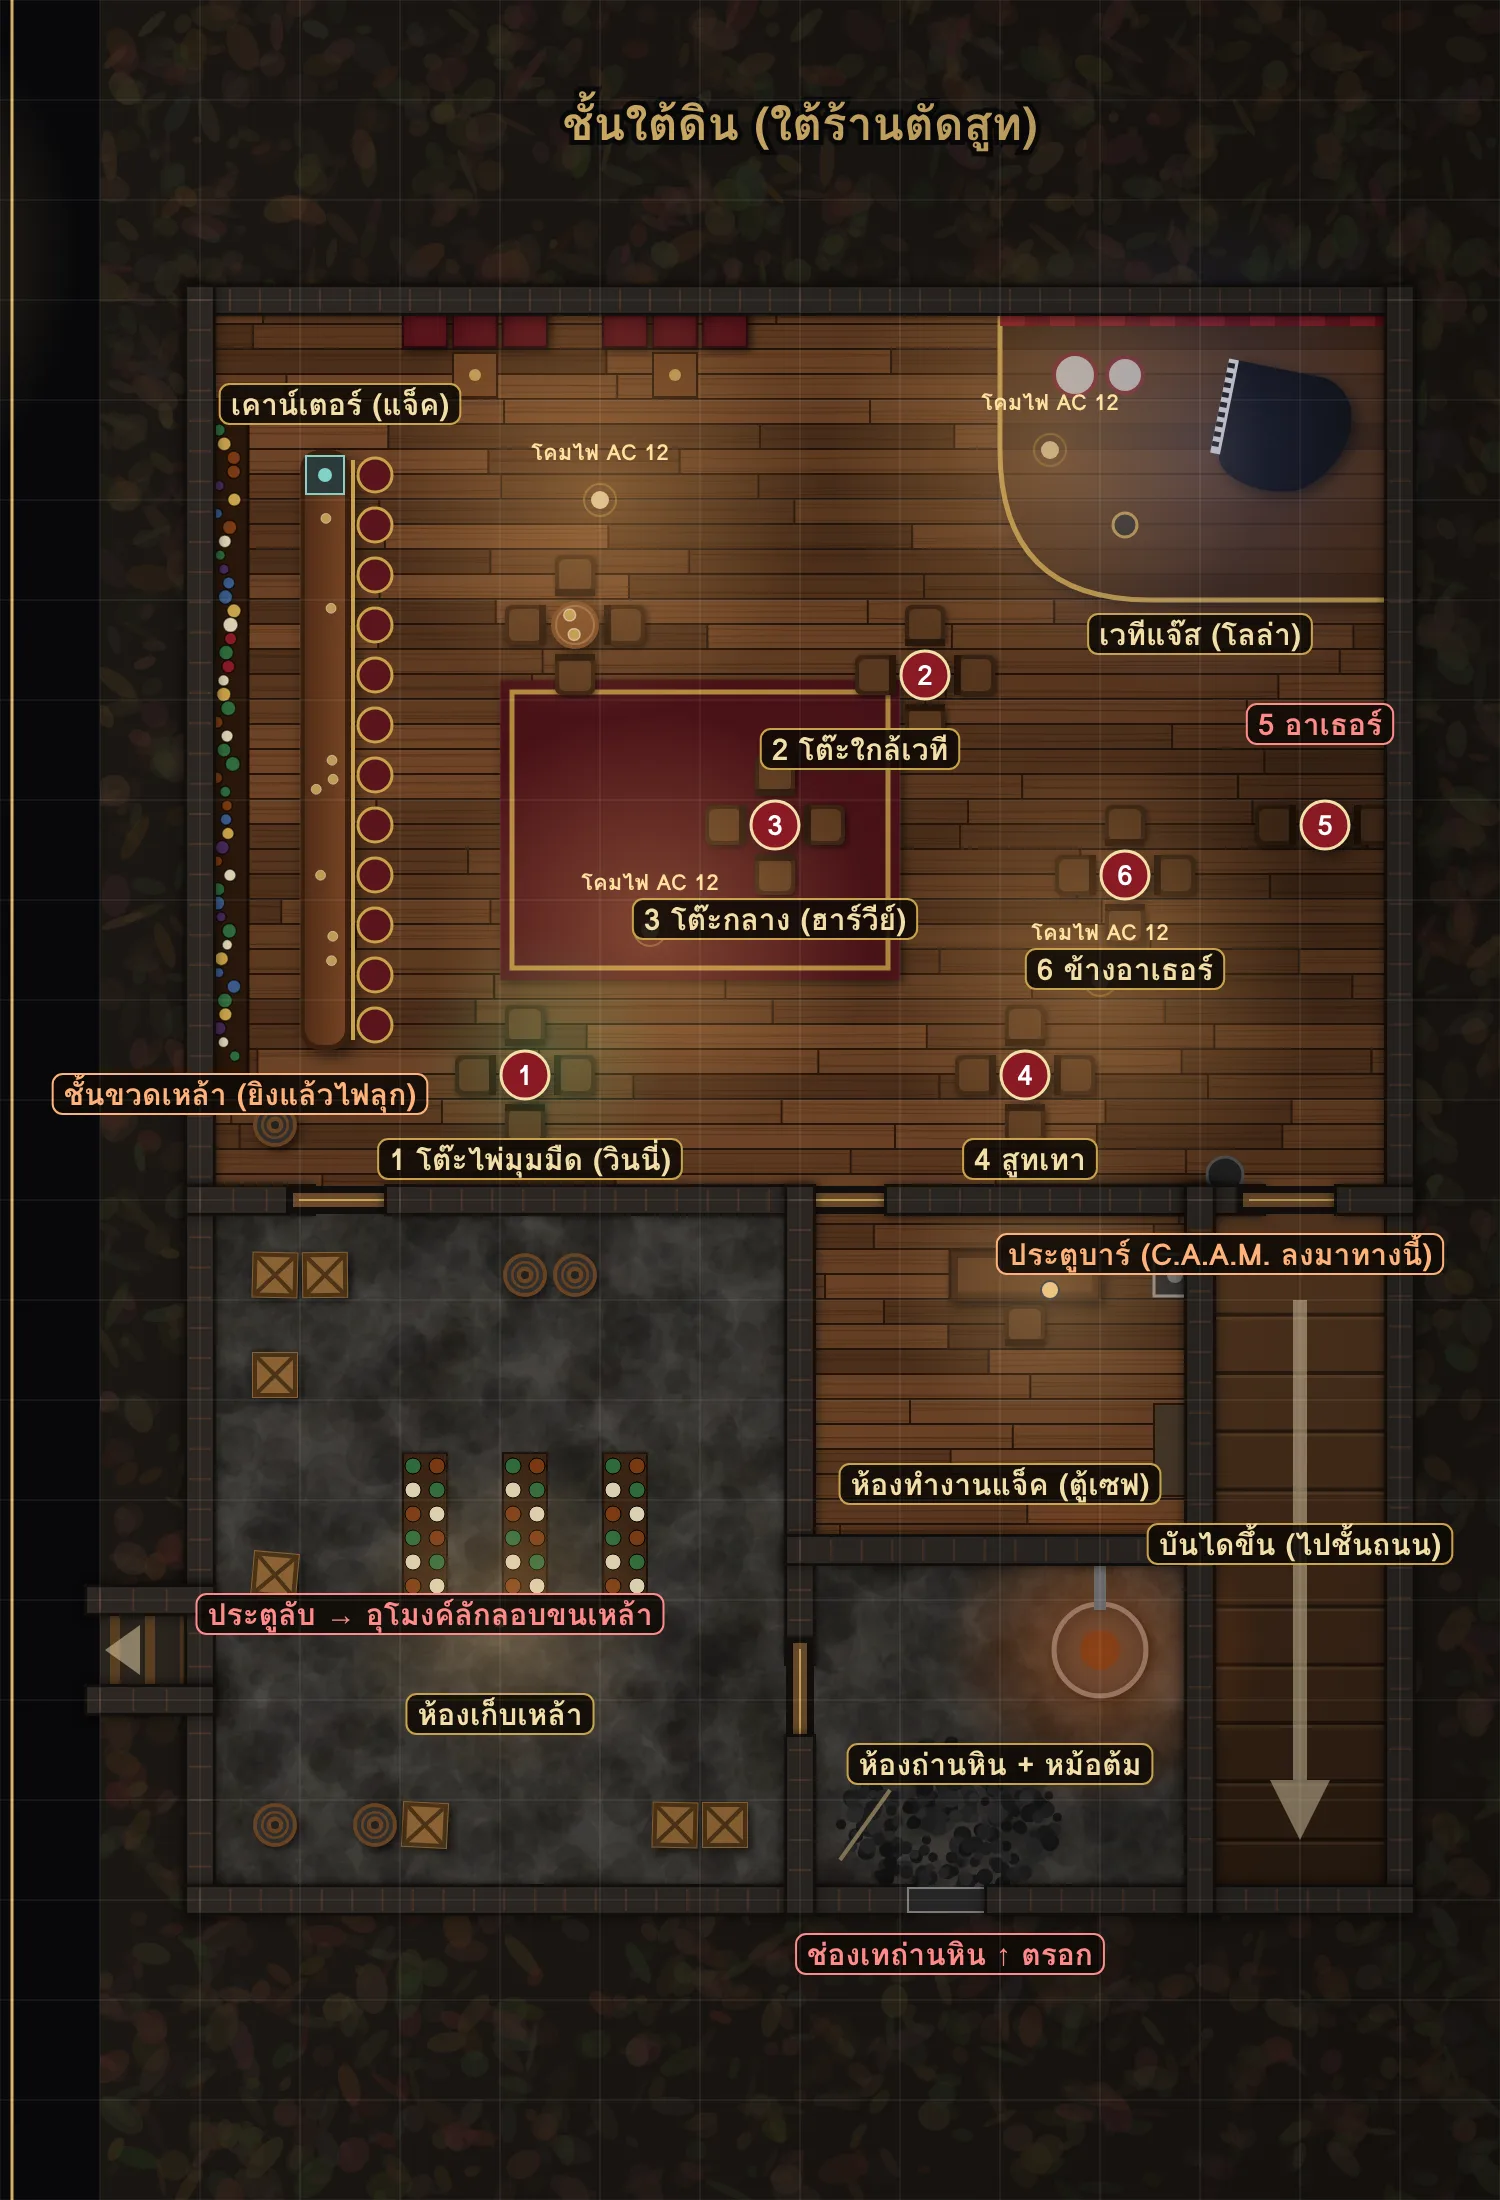 ชั้นใต้ดิน (ใต้ร้านตัดสูท)
เคาน์เตอร์ (แจ็ค)
โคมไฟ AC 12
โคมไฟ AC 12
เวทีแจ๊ส (โลล่า)
2
5 อาเธอร์
2 โต๊ะใกล้เวที
3
5
6
โคมไฟ AC 12
3 โต๊ะกลาง (ฮาร์วีย์)
โคมไฟ AC 12
6 ข้างอาเธอร์
1
4
ชั้นขวดเหล้า (ยิงแล้วไฟลุก)
1 โต๊ะไพ่มุมมืด (วินนี่)
4 สูทเทา
ประตูบาร์ (C.A.A.M. ลงมาทางนี้)
ห้องทำงานแจ็ค (ตู้เซฟ)
บันไดขึ้น (ไปชั้นถนน)
ประตูลับ → อุโมงค์ลักลอบขนเหล้า
ห้องเก็บเหล้า
ห้องถ่านหิน + หม้อต้ม
ช่องเทถ่านหิน ↑ ตรอก